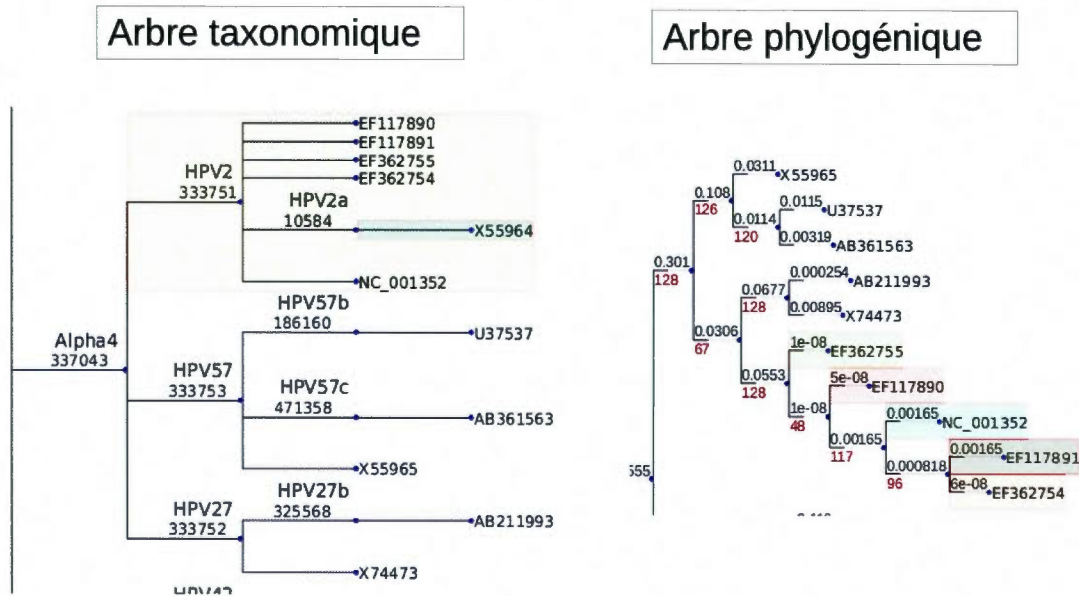 Arbre taxonomique
Arbre phylogénique
EF117890
EF117891
EF362755
EF362754
HPV2
333751
HPV2a
10584
X55964
NC_001352
HPV57b
186160
U37537
Alpha4
337043
HPV57
333753
HPV57c
471358
AB361563
X55965
HPV27b
325568
AB211993
HPV27
333752
X74473
0.0311
X55965
0.108
126
0.0115
U37537
0.0114
120
0.00319
AB361563
0.301
128
0.000254
AB211993
0.0677
128
0.00895
X74473
0.0306
67
1e-08
EF362755
0.0553
128
5e-08
EF117890
1e-08
48
0.00165
NC_001352
0.00165
117
0.00165
EF117891
0.000818
96
6e-08
EF362754